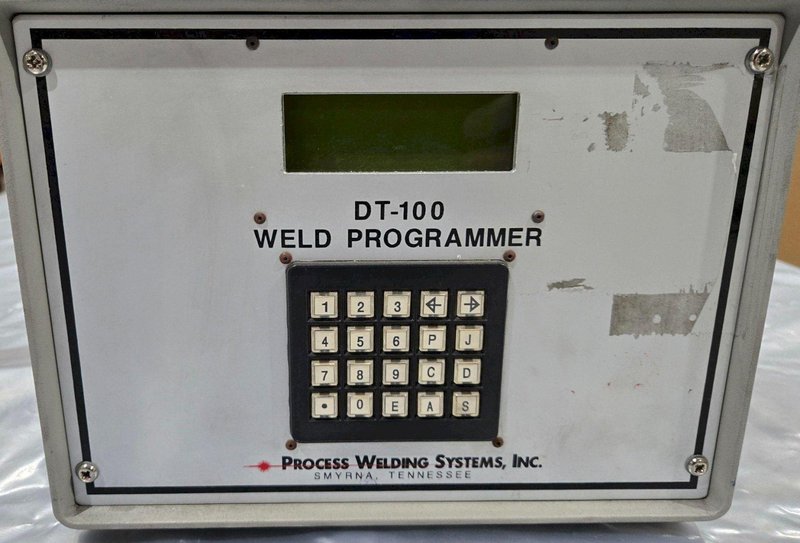 DT-100
WELD PROGRAMMER
1 2 3 ← →
4 5 6 P J
7 8 9 C D
• 0 E A S
PROCESS WELDING SYSTEMS, INC.
SMYRNA, TENNESSEE